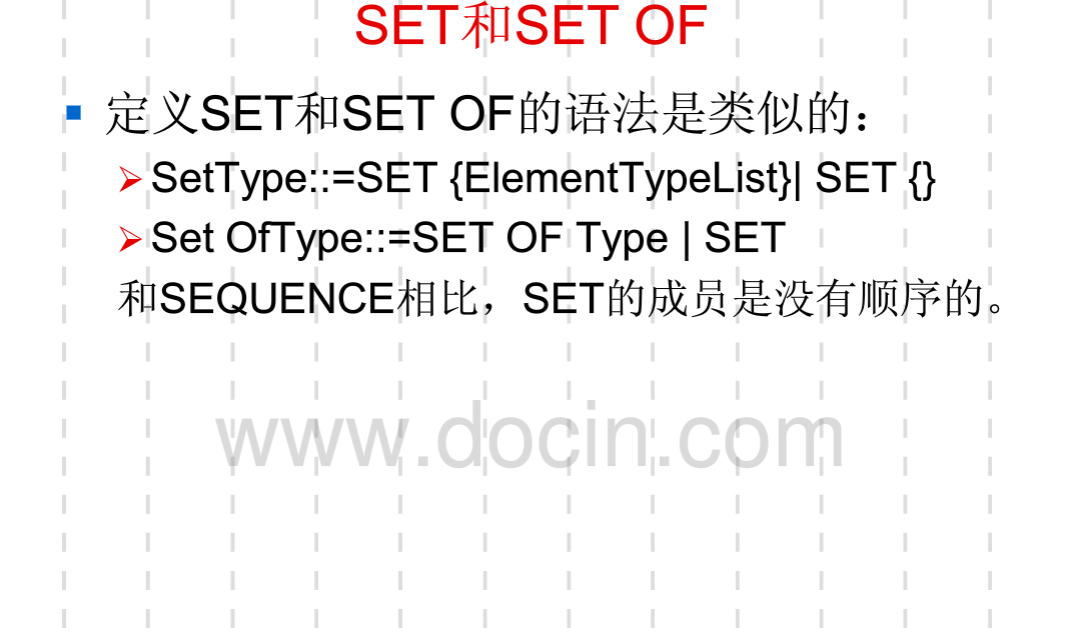 SET和SET OF
定义SET和SET OF的语法是类似的：
SetType::=SET {ElementTypeList}| SET {}
Set OfType::=SET OF Type | SET
和SEQUENCE相比，SET的成员是没有顺序的。
www.docin.com